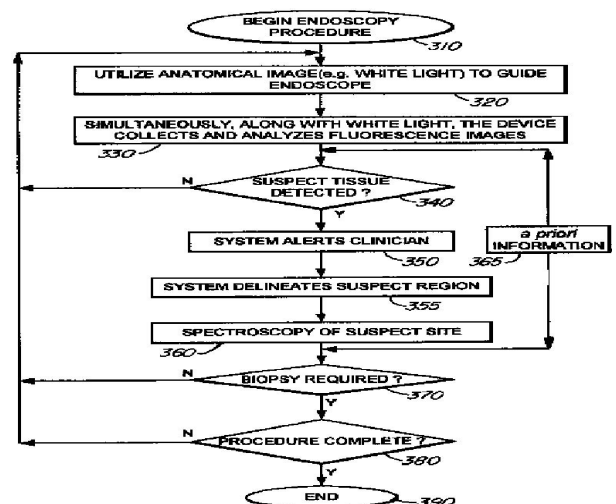 BEGIN ENDOSCOPY
PROCEDURE
310
UTILIZE ANATOMICAL IMAGE(e.g. WHITE LIGHT) TO GUIDE
ENDOSCOPE
320
SIMULTANEOUSLY, ALONG WITH WHITE LIGHT, THE DEVICE
COLLECTS AND ANALYZES FLUORESCENCE IMAGES
330
N
SUSPECT TISSUE
DETECTED ?
340
Y
SYSTEM ALERTS CLINICIAN
350
a priori
INFORMATION
365
SYSTEM DELINEATES SUSPECT REGION
355
SPECTROSCOPY OF SUSPECT SITE
360
N
BIOPSY REQUIRED ?
370
Y
N
PROCEDURE COMPLETE ?
380
Y
END
390